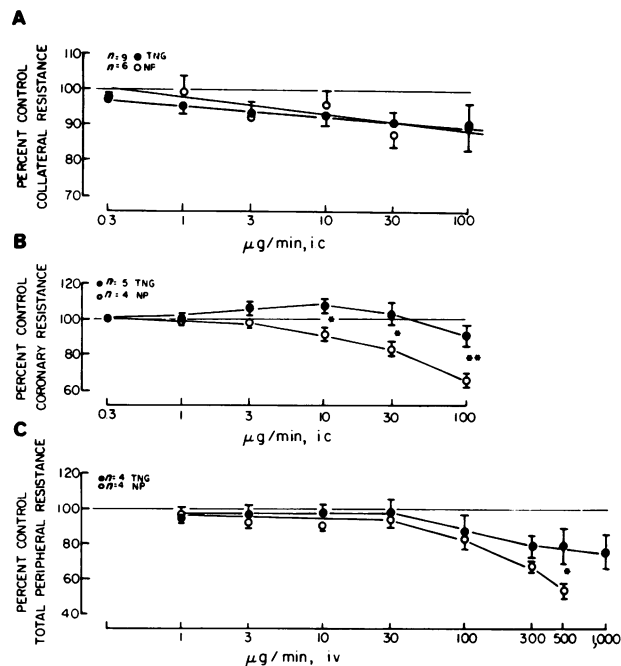 A
PERCENT CONTROL
COLLATERAL RESISTANCE
110
100
90
80
70
n=9 TNG
n=6 NP
0.3 1 3 10 30 100
μg/min, ic
B
PERCENT CONTROL
CORONARY RESISTANCE
120
100
80
60
n=5 TNG
n=4 NP
*
*
**
0.3 1 3 10 30 100
μg/min, ic
C
PERCENT CONTROL
TOTAL PERIPHERAL RESISTANCE
120
100
80
60
40
n=4 TNG
n=4 NP
*
1 3 10 30 100 300 500 1,000
μg/min, iv